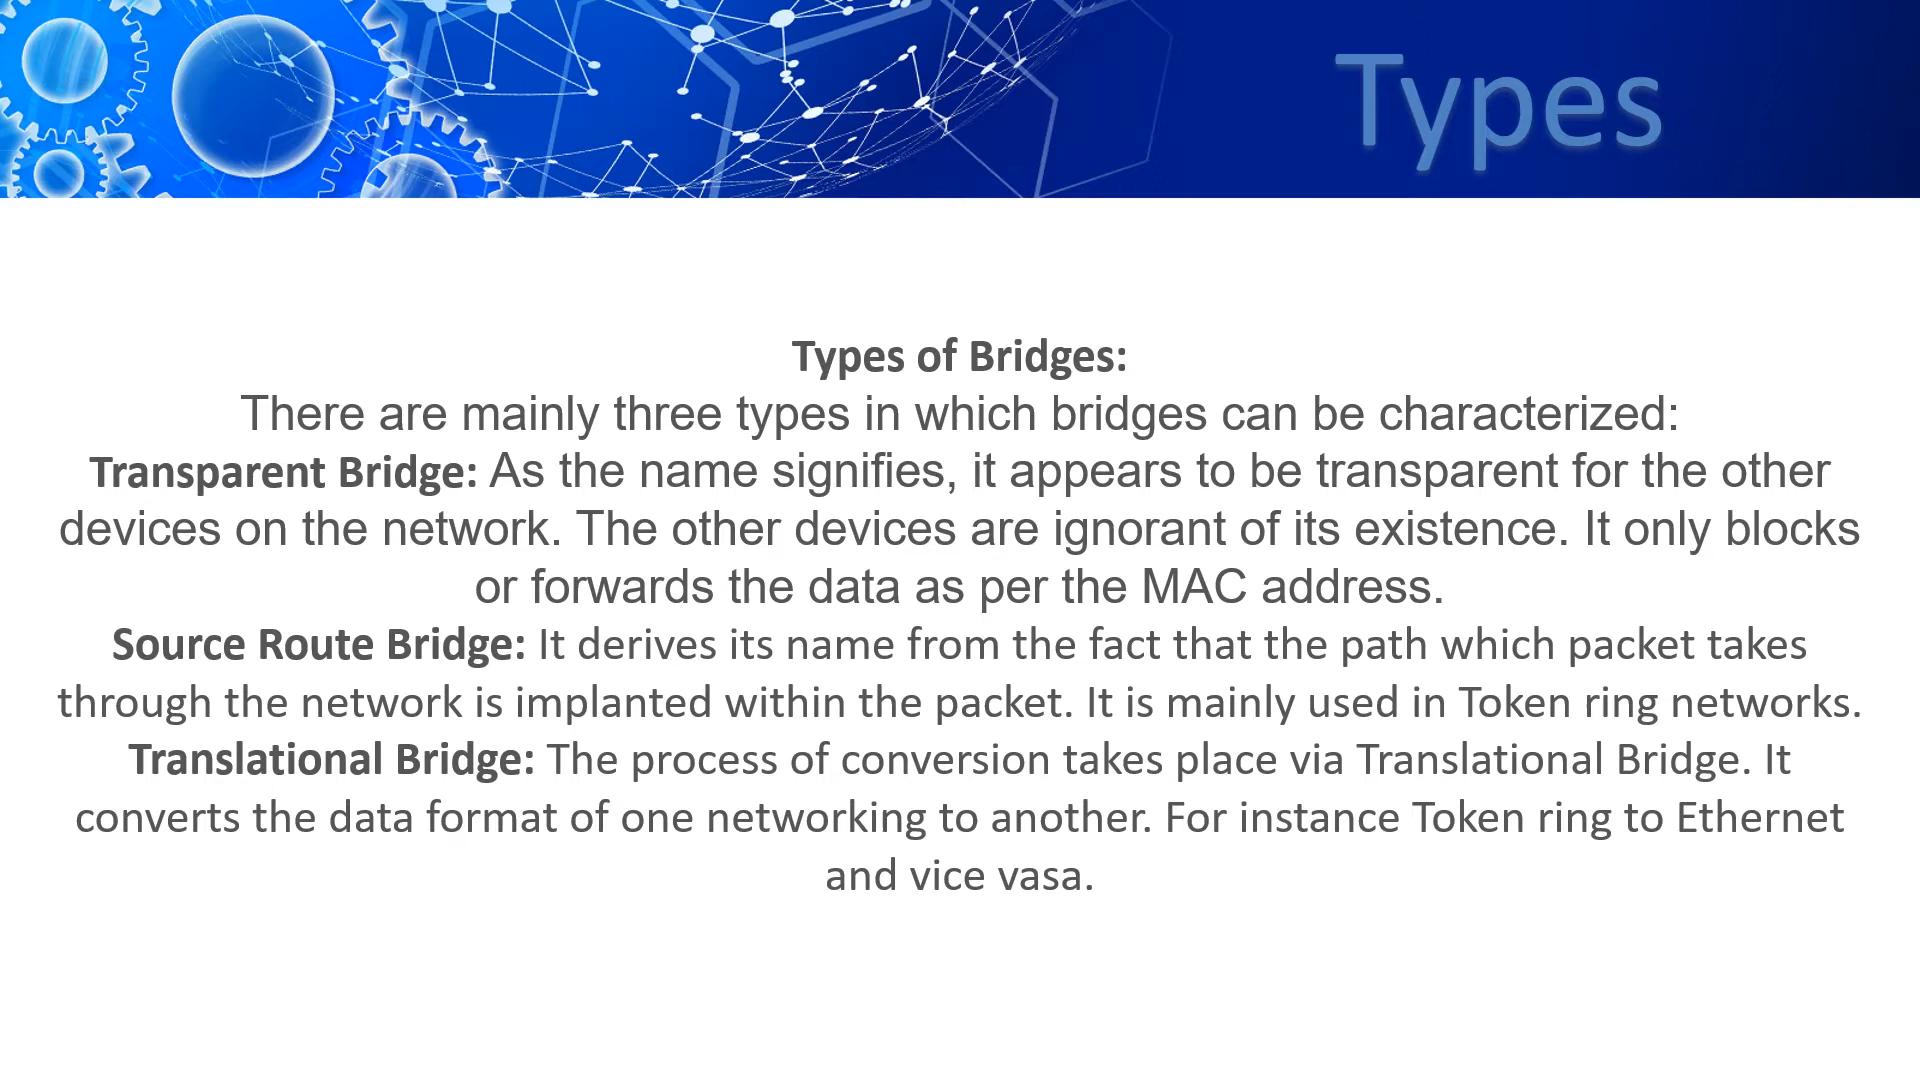 Types
Types of Bridges:
There are mainly three types in which bridges can be characterized:
Transparent Bridge: As the name signifies, it appears to be transparent for the other
devices on the network. The other devices are ignorant of its existence. It only blocks
or forwards the data as per the MAC address.
Source Route Bridge: It derives its name from the fact that the path which packet takes
through the network is implanted within the packet. It is mainly used in Token ring networks.
Translational Bridge: The process of conversion takes place via Translational Bridge. It
converts the data format of one networking to another. For instance Token ring to Ethernet
and vice vasa.